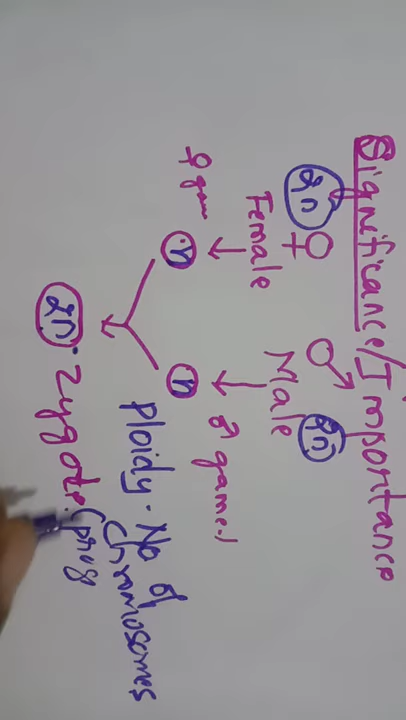 Significance/Importance
2n ♀ ♂ 2n
Female Male
♀ gam ♂ gamet
n n
Ploidy. No of
chromosomes
2n. Zygote.